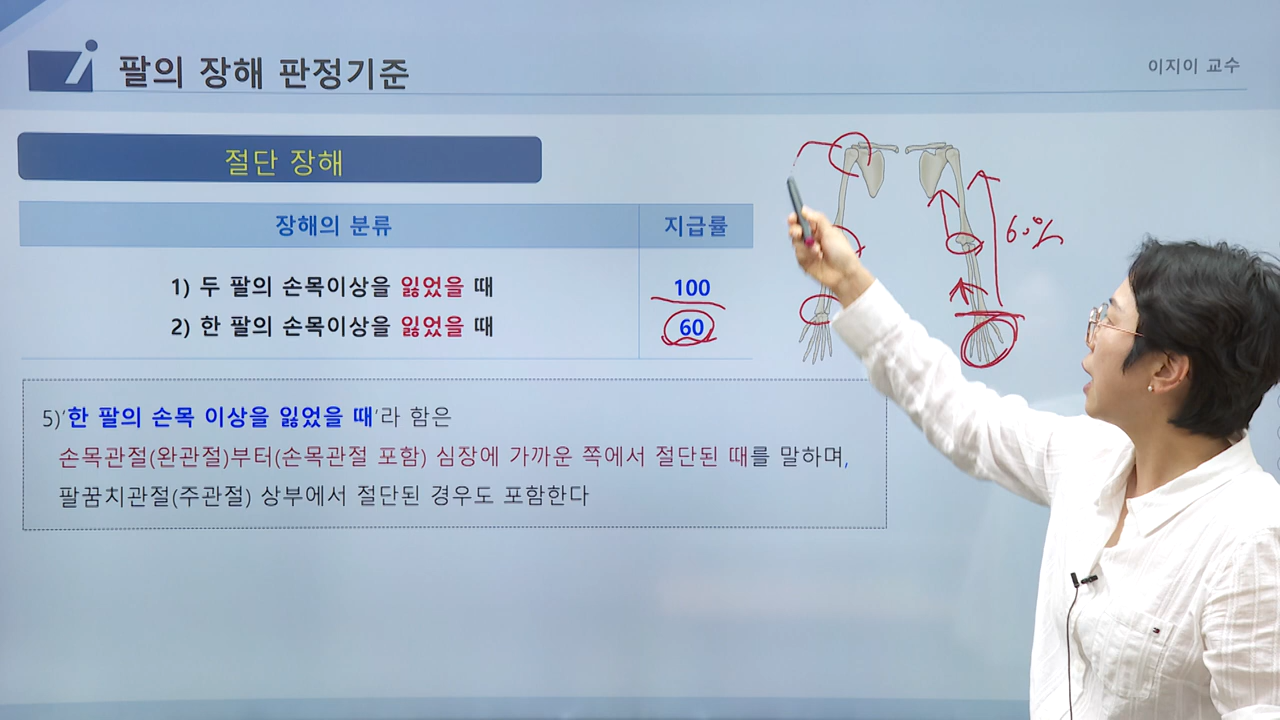 팔의 장해 판정기준
이지이 교수
절단 장해
장해의 분류 지급률
1) 두 팔의 손목이상을 잃었을 때 100
2) 한 팔의 손목이상을 잃었을 때 60
60%
5)'한 팔의 손목 이상을 잃었을 때'라 함은
손목관절(완관절)부터(손목관절 포함) 심장에 가까운 쪽에서 절단된 때를 말하며,
팔꿈치관절(주관절) 상부에서 절단된 경우도 포함한다